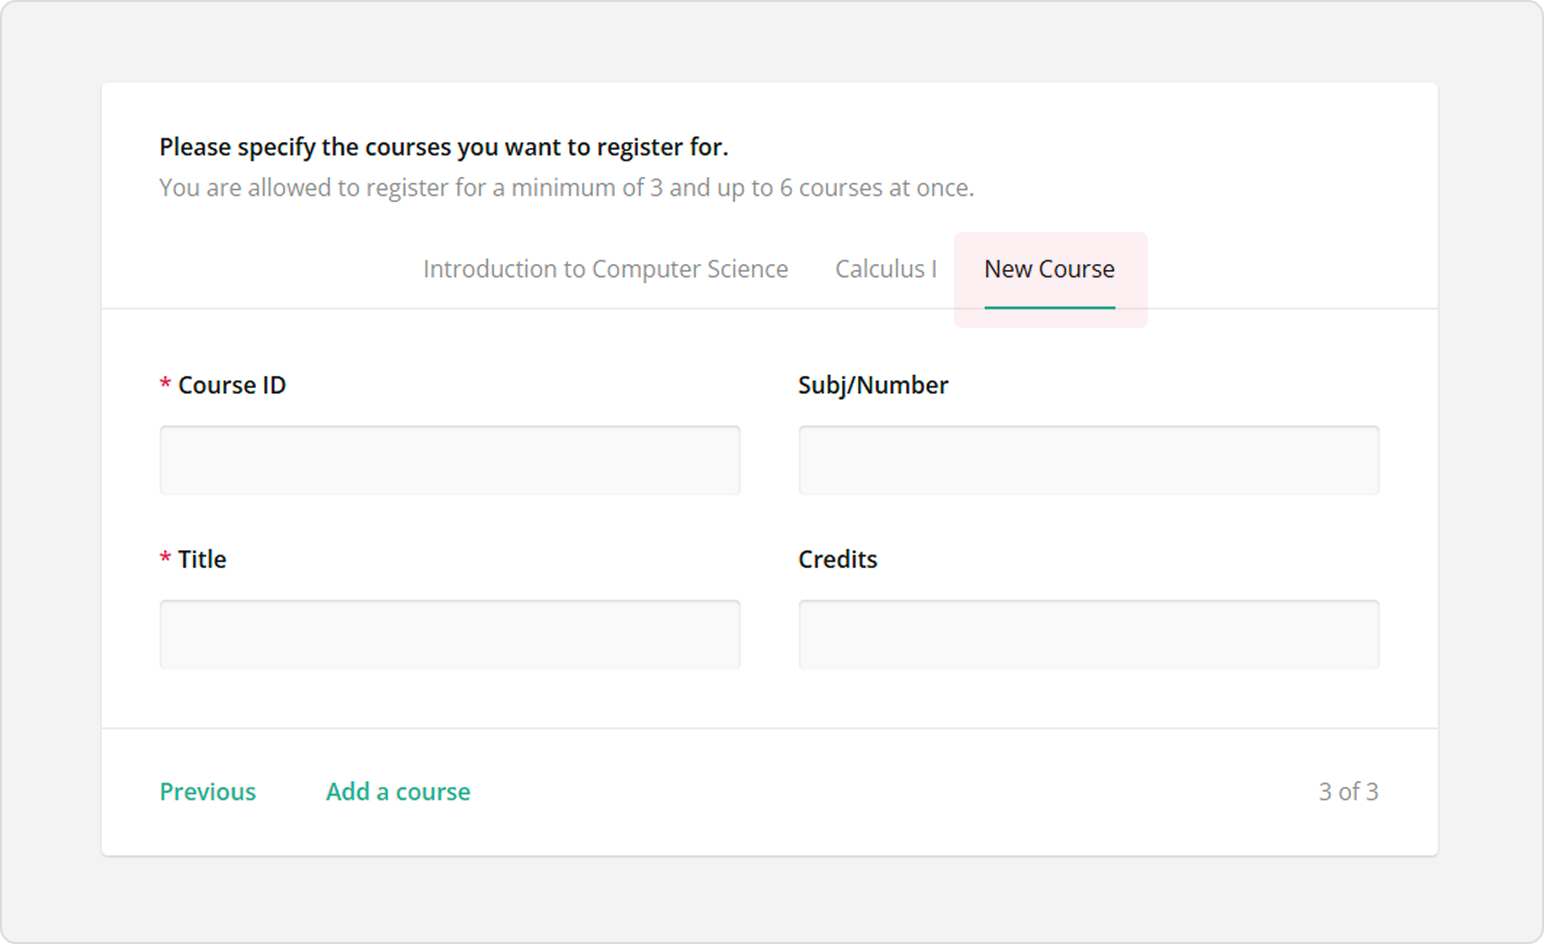 Please specify the courses you want to register for.
You are allowed to register for a minimum of 3 and up to 6 courses at once.
Introduction to Computer Science Calculus I New Course
* Course ID Subj/Number
* Title Credits
Previous Add a course 3 of 3